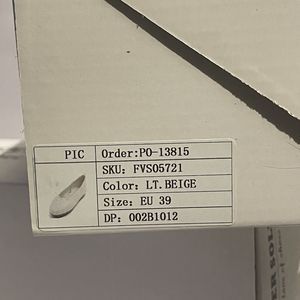 PIC
Order:PO-13815
SKU: FVS05721
Color: LT.BEIGE
Size: EU 39
DP: 002B1012